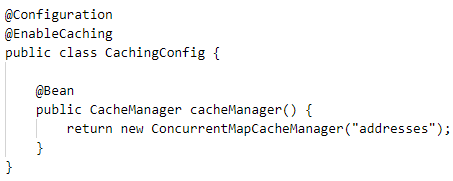 @Configuration
@EnableCaching
public class CachingConfig {
@Bean
public CacheManager cacheManager() {
return new ConcurrentMapCacheManager("addresses");
}
}